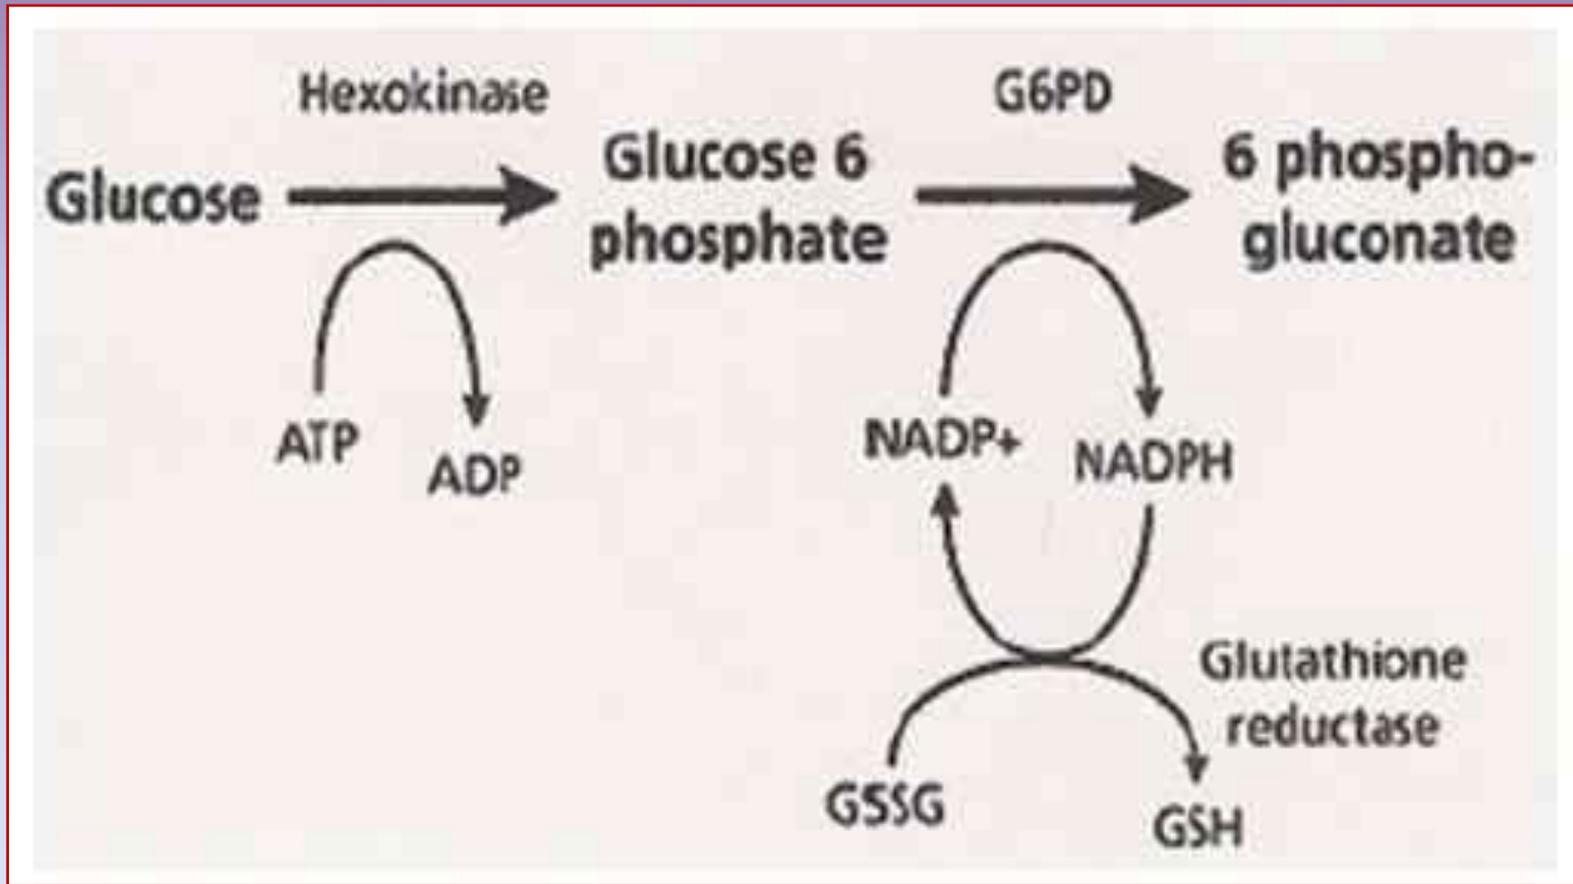 Hexokinase
G6PD
Glucose
Glucose 6
phosphate
6 phospho-
gluconate
ATP
ADP
NADP+
NADPH
Glutathione
reductase
GSSG
GSH